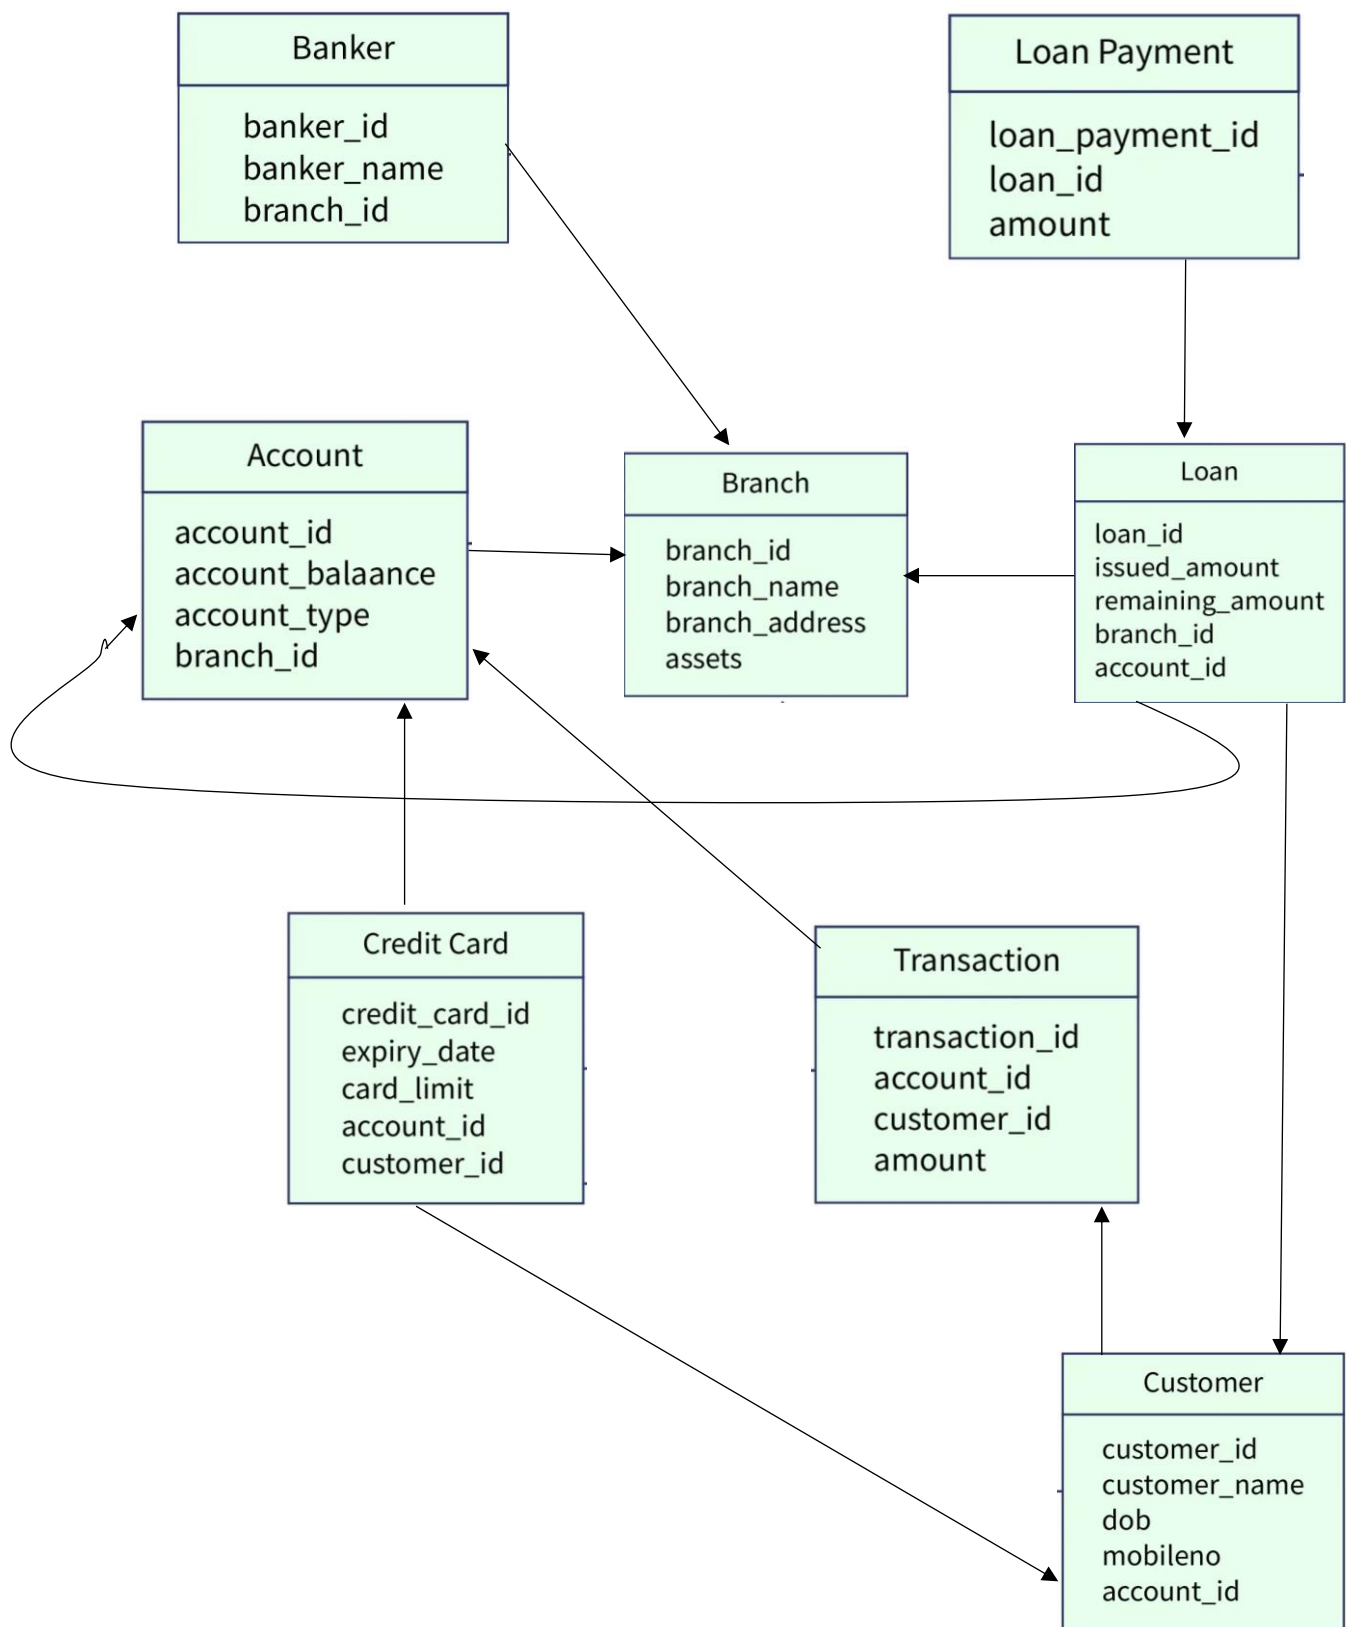 Banker
banker_id
banker_name
branch_id
Loan Payment
loan_payment_id
loan_id
amount
Account
account_id
account_balaance
account_type
branch_id
Branch
branch_id
branch_name
branch_address
assets
Loan
loan_id
issued_amount
remaining_amount
branch_id
account_id
Credit Card
credit_card_id
expiry_date
card_limit
account_id
customer_id
Transaction
transaction_id
account_id
customer_id
amount
Customer
customer_id
customer_name
dob
mobileno
account_id